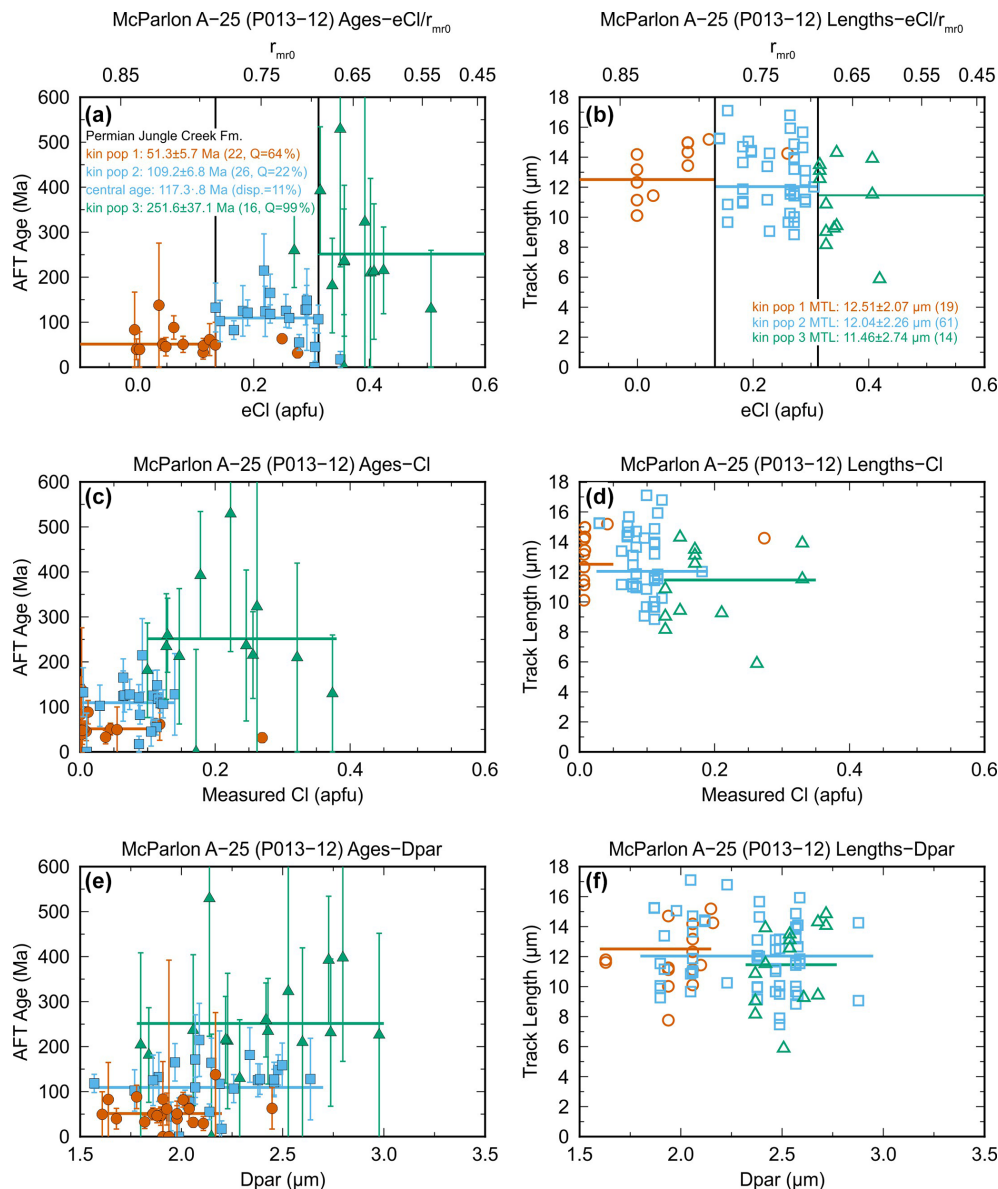 McParlon A−25 (P013−12) Ages−eCl/rmr0
rmr0
0.85 0.75 0.65 0.55 0.45
(a)
Permian Jungle Creek Fm.
kin pop 1: 51.3±5.7 Ma (22, Q=64%)
kin pop 2: 109.2±6.8 Ma (26, Q=22%)
central age: 117.3·.8 Ma (disp.=11%)
kin pop 3: 251.6±37.1 Ma (16, Q=99%)
600
500
400
300
200
100
0
AFT Age (Ma)
0.0 0.2 0.4 0.6
eCl (apfu)
McParlon A−25 (P013−12) Lengths−eCl/rmr0
rmr0
0.85 0.75 0.65 0.55 0.45
(b)
18
16
14
12
10
8
6
4
2
0
Track Length (µm)
kin pop 1 MTL: 12.51±2.07 µm (19)
kin pop 2 MTL: 12.04±2.26 µm (61)
kin pop 3 MTL: 11.46±2.74 µm (14)
0.0 0.2 0.4 0.6
eCl (apfu)
McParlon A−25 (P013−12) Ages−Cl
(c)
600
500
400
300
200
100
0
AFT Age (Ma)
0.0 0.2 0.4 0.6
Measured Cl (apfu)
McParlon A−25 (P013−12) Lengths−Cl
(d)
18
16
14
12
10
8
6
4
2
0
Track Length (µm)
0.0 0.2 0.4 0.6
Measured Cl (apfu)
McParlon A−25 (P013−12) Ages−Dpar
(e)
600
500
400
300
200
100
0
AFT Age (Ma)
1.5 2.0 2.5 3.0 3.5
Dpar (µm)
McParlon A−25 (P013−12) Lengths−Dpar
(f)
18
16
14
12
10
8
6
4
2
0
Track Length (µm)
1.5 2.0 2.5 3.0 3.5
Dpar (µm)